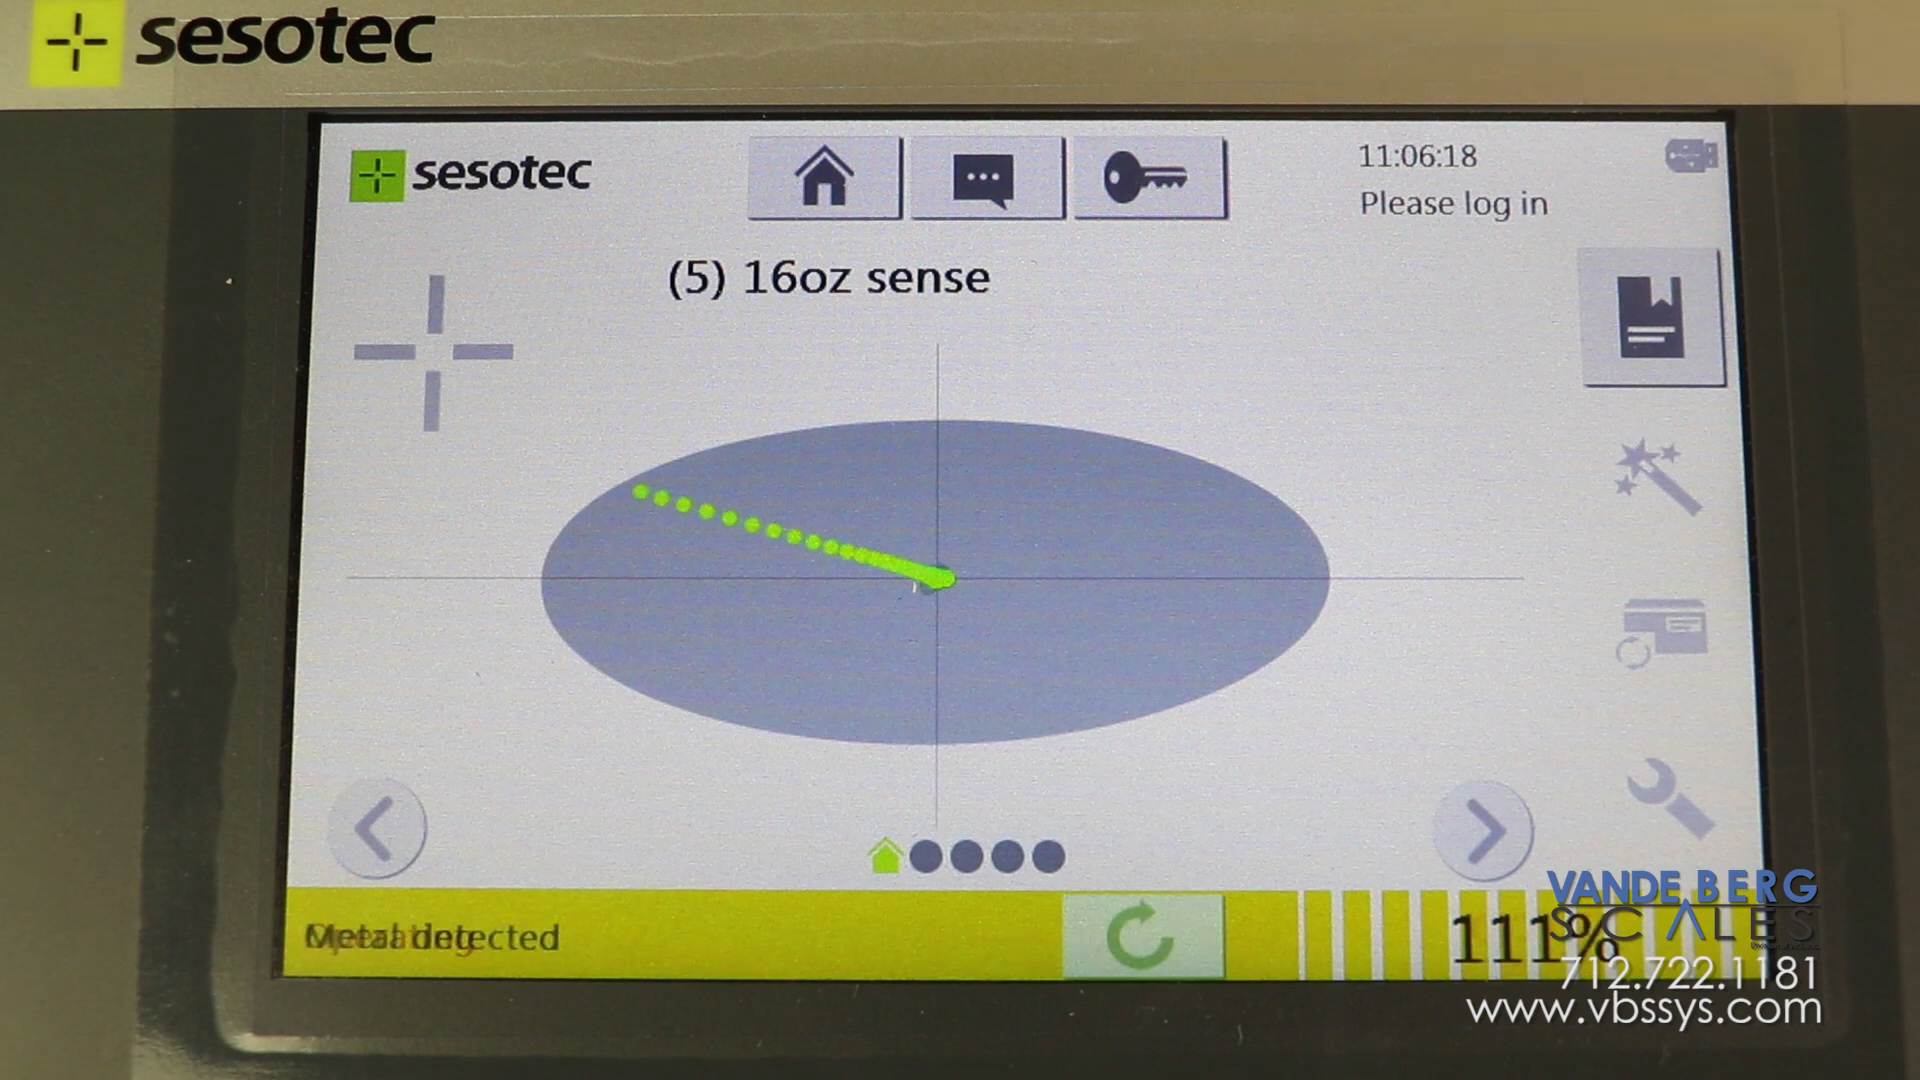 sesotec
sesotec
11:06:18
Please log in
(5) 16oz sense
Metal detected
111%
VANDE BERG
SCALES
712.722.1181
www.vbssys.com